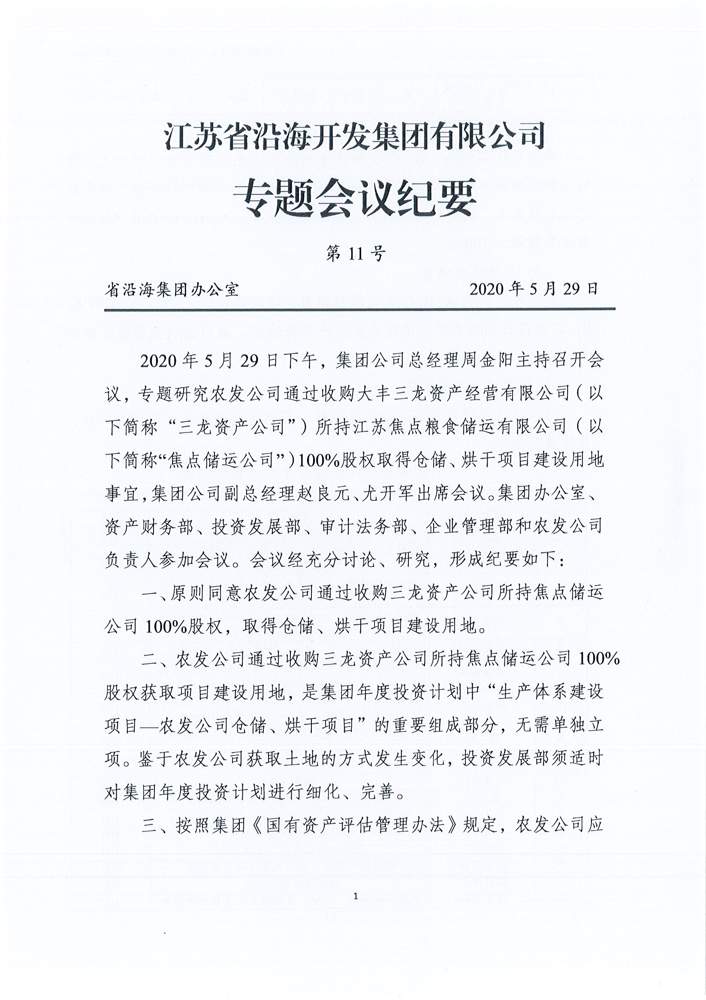 江苏省沿海开发集团有限公司
专题会议纪要
第 11 号
省沿海集团办公室 2020 年 5 月 29 日
2020 年 5 月 29 日下午，集团公司总经理周金阳主持召开会
议，专题研究农发公司通过收购大丰三龙资产经营有限公司（以
下简称“三龙资产公司”）所持江苏焦点粮食储运有限公司（以
下简称“焦点储运公司”）100%股权取得仓储、烘干项目建设用地
事宜，集团公司副总经理赵良元、尤开军出席会议。集团办公室、
资产财务部、投资发展部、审计法务部、企业管理部和农发公司
负责人参加会议。会议经充分讨论、研究，形成纪要如下：
一、原则同意农发公司通过收购三龙资产公司所持焦点储运
公司 100%股权，取得仓储、烘干项目建设用地。
二、农发公司通过收购三龙资产公司所持焦点储运公司 100%
股权获取项目建设用地，是集团年度投资计划中“生产体系建设
项目—农发公司仓储、烘干项目”的重要组成部分，无需单独立
项。鉴于农发公司获取土地的方式发生变化，投资发展部须适时
对集团年度投资计划进行细化、完善。
三、按照集团《国有资产评估管理办法》规定，农发公司应
1